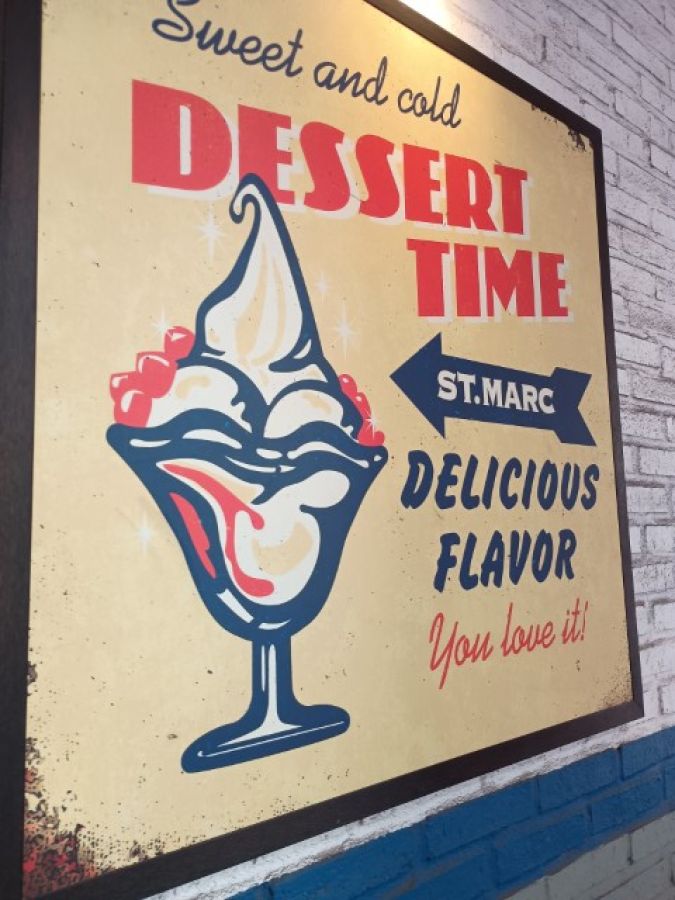 Sweet and cold
DESSERT
TIME
ST.MARC
DELICIOUS
FLAVOR
You love it!